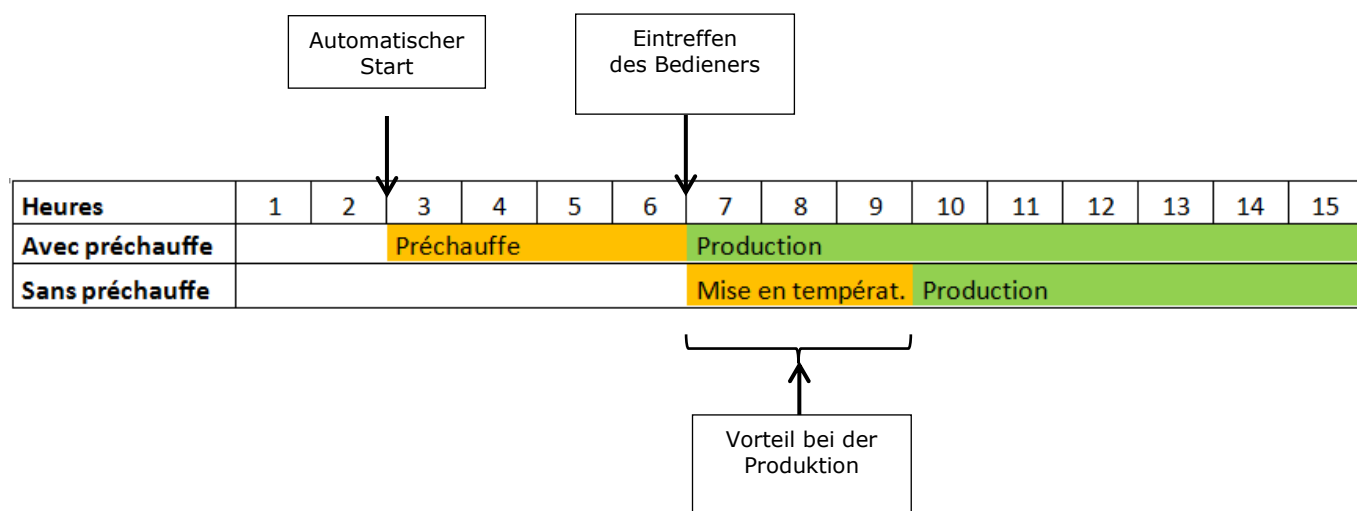 Automatischer
Start
Eintreffen
des Bedieners
Heures 1 2 3 4 5 6 7 8 9 10 11 12 13 14 15
Avec préchauffe Préchauffe Production
Sans préchauffe Mise en températ. Production
Vorteil bei der
Produktion